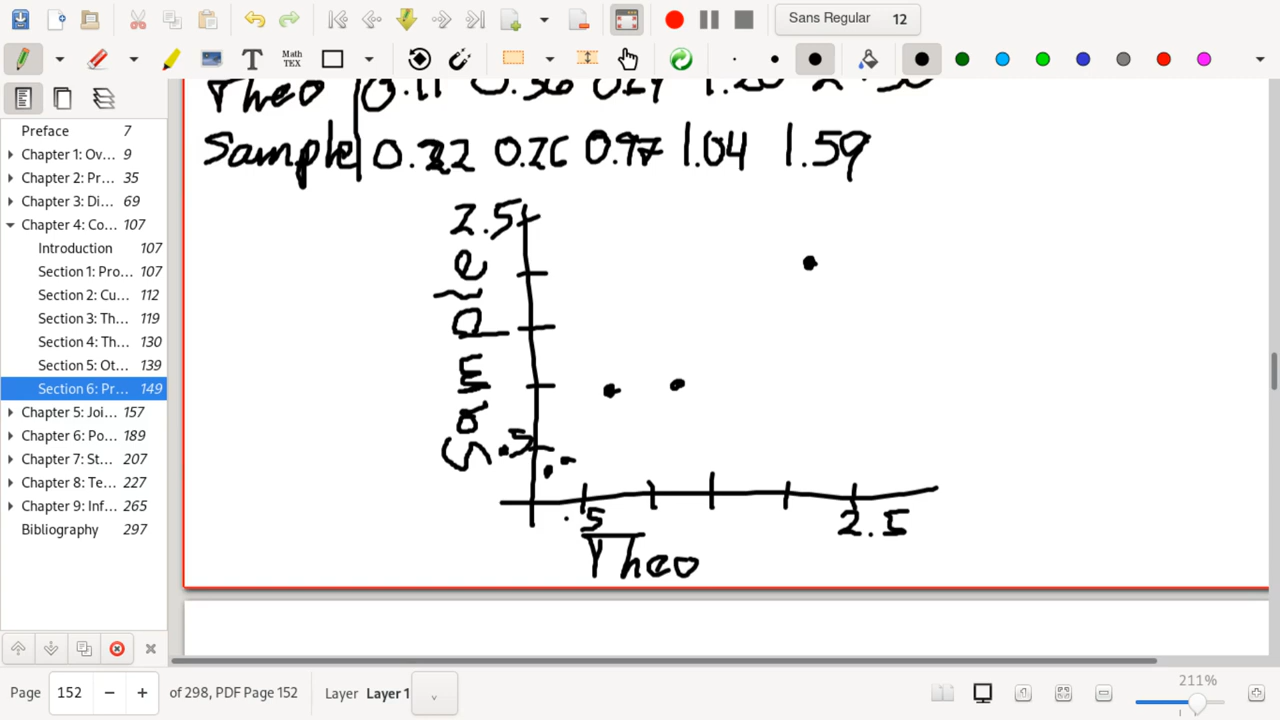 Sans Regular 12
Math
TEX
Preface 7
Chapter 1: Ov... 9
Chapter 2: Pr... 35
Chapter 3: Di... 69
Chapter 4: Co... 107
Introduction 107
Section 1: Pro... 107
Section 2: Cu... 112
Section 3: Th... 119
Section 4: Th... 130
Section 5: Ot... 139
Section 6: Pr... 149
Chapter 5: Joi... 157
Chapter 6: Po... 189
Chapter 7: St... 207
Chapter 8: Te... 227
Chapter 9: Inf... 265
Bibliography 297
Theo 0.11
Sample 0.22 0.26 0.97 1.04 1.59
2.5
Sample
.5
.5
2.5
Theo
Page 152 of 298, PDF Page 152 Layer Layer 1
211%